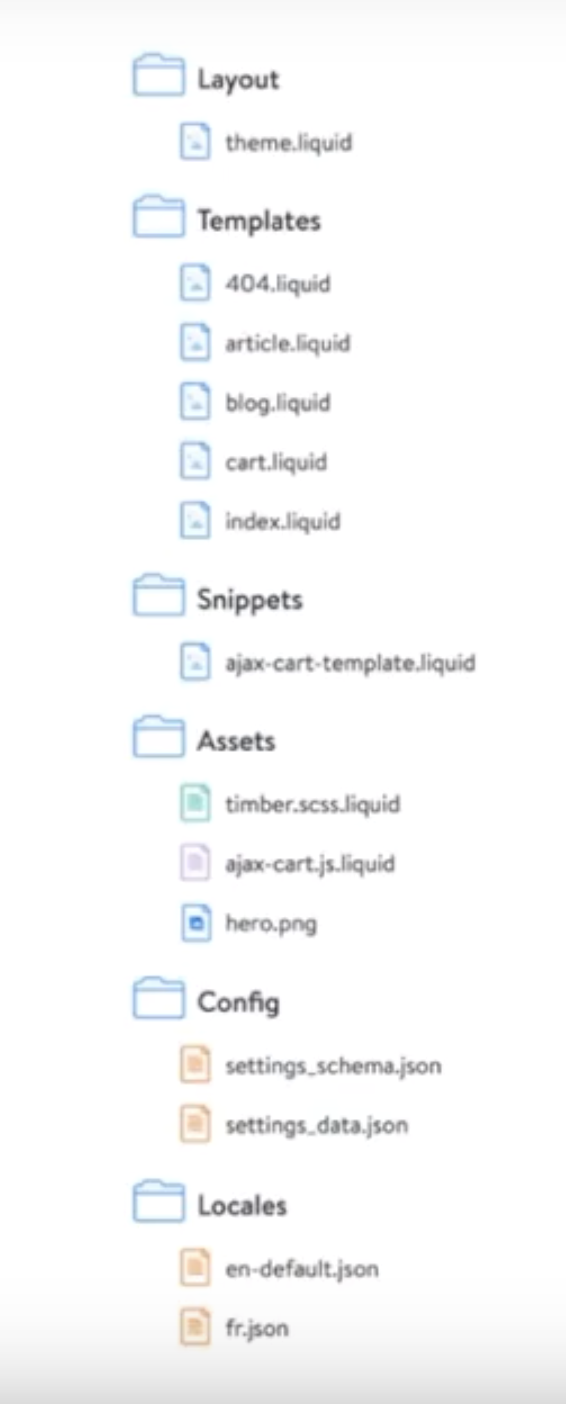 Layout
theme.liquid
Templates
404.liquid
article.liquid
blog.liquid
cart.liquid
index.liquid
Snippets
ajax-cart-template.liquid
Assets
timber.scss.liquid
ajax-cart.js.liquid
hero.png
Config
settings_schema.json
settings_data.json
Locales
en-default.json
fr.json